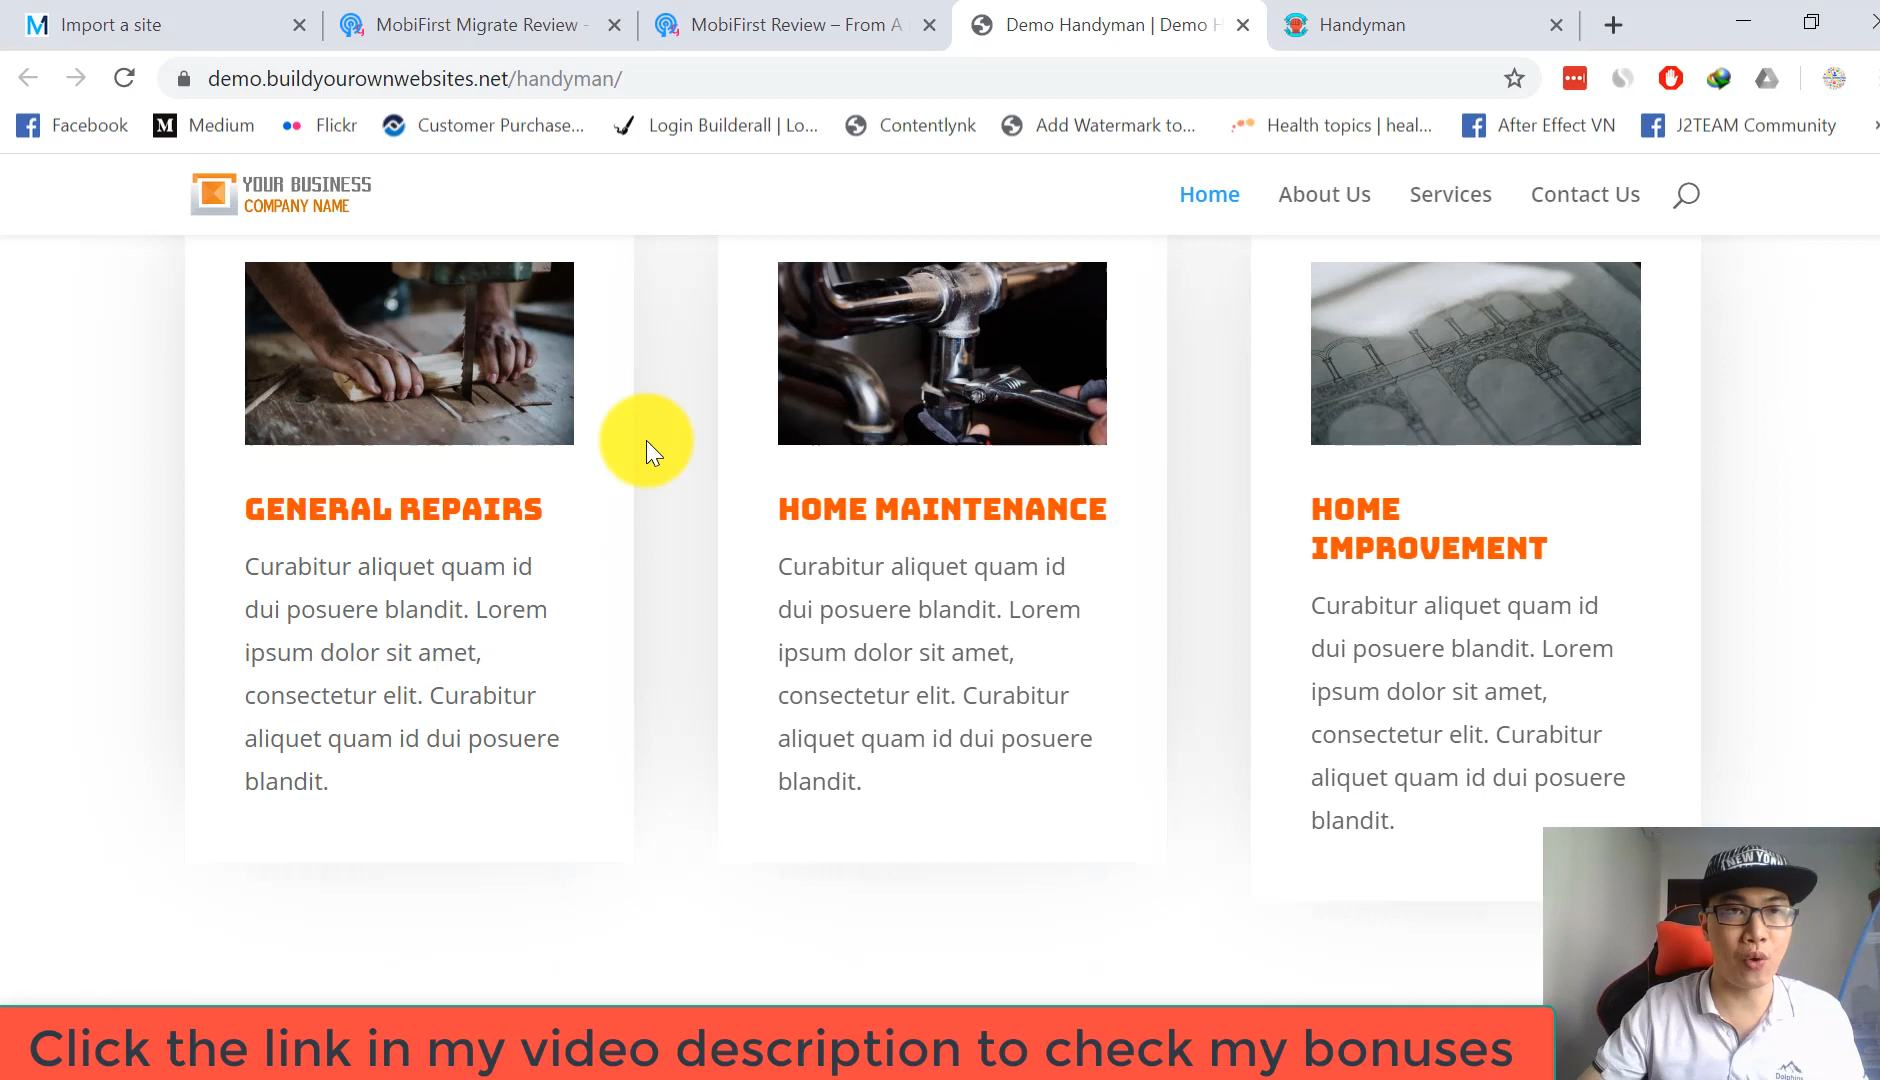 Import a site
MobiFirst Migrate Review -
MobiFirst Review – From A
Demo Handyman | Demo H
Handyman
demo.buildyourownwebsites.net/handyman/
Facebook
Medium
Flickr
Customer Purchase...
Login Builderall | Lo...
Contentlynk
Add Watermark to...
Health topics | heal...
After Effect VN
J2TEAM Community
YOUR BUSINESS
COMPANY NAME
Home
About Us
Services
Contact Us
GENERAL REPAIRS
Curabitur aliquet quam id
dui posuere blandit. Lorem
ipsum dolor sit amet,
consectetur elit. Curabitur
aliquet quam id dui posuere
blandit.
HOME MAINTENANCE
Curabitur aliquet quam id
dui posuere blandit. Lorem
ipsum dolor sit amet,
consectetur elit. Curabitur
aliquet quam id dui posuere
blandit.
HOME
IMPROVEMENT
Curabitur aliquet quam id
dui posuere blandit. Lorem
ipsum dolor sit amet,
consectetur elit. Curabitur
aliquet quam id dui posuere
blandit.
NEW YORK
Click the link in my video description to check my bonuses